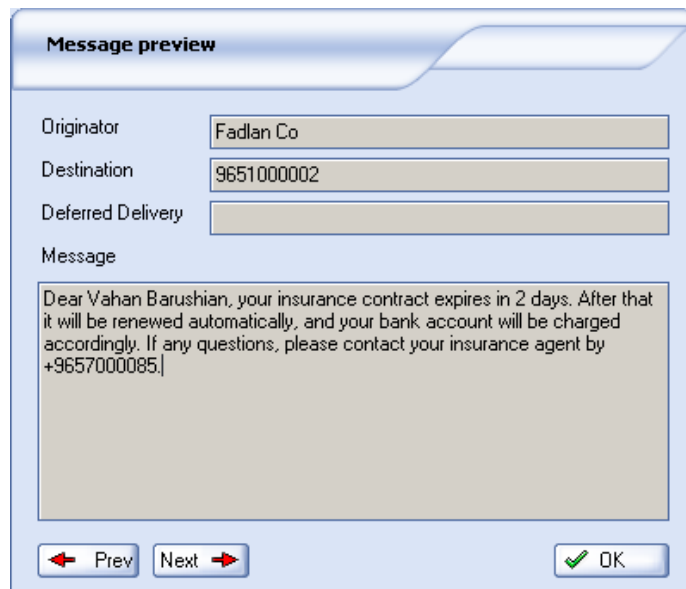 Message preview
Originator
Fadlan Co
Destination
9651000002
Deferred Delivery
Message
Dear Vahan Barushian, your insurance contract expires in 2 days. After that
it will be renewed automatically, and your bank account will be charged
accordingly. If any questions, please contact your insurance agent by
+9657000085.
Prev
Next
OK